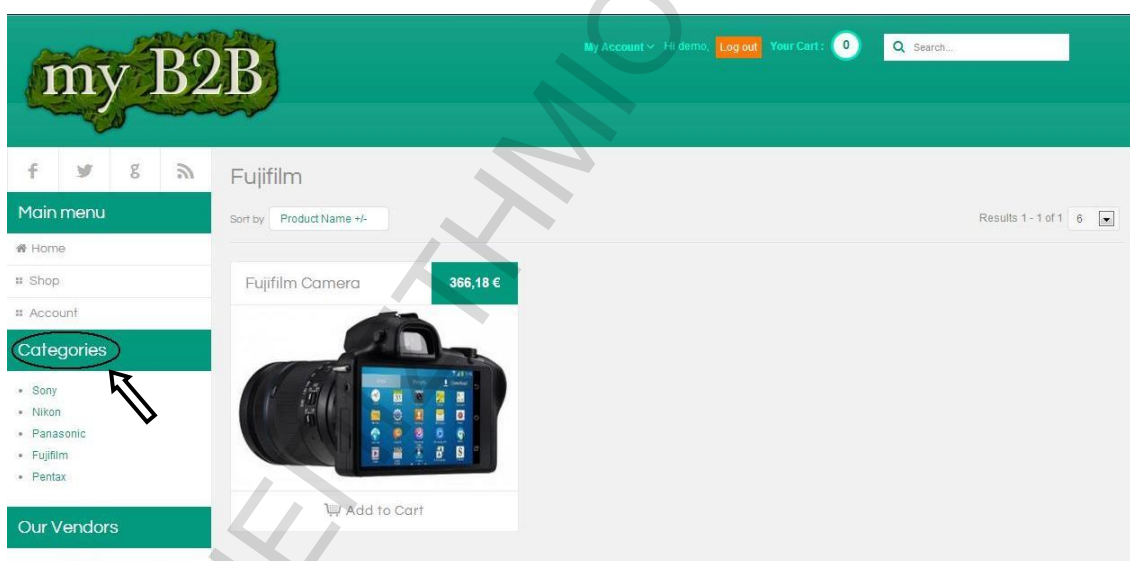 my B2B
My Account Hi demo, Log out Your Cart : 0 Search...
f g
Fujifilm
Main menu
Sort by Product Name +/- Results 1 - 1 of 1 6
Home
Shop
Fujifilm Camera 366,18 €
Account
Categories
Sony
Nikon
Panasonic
Fujifilm
Pentax
Add to Cart
Our Vendors